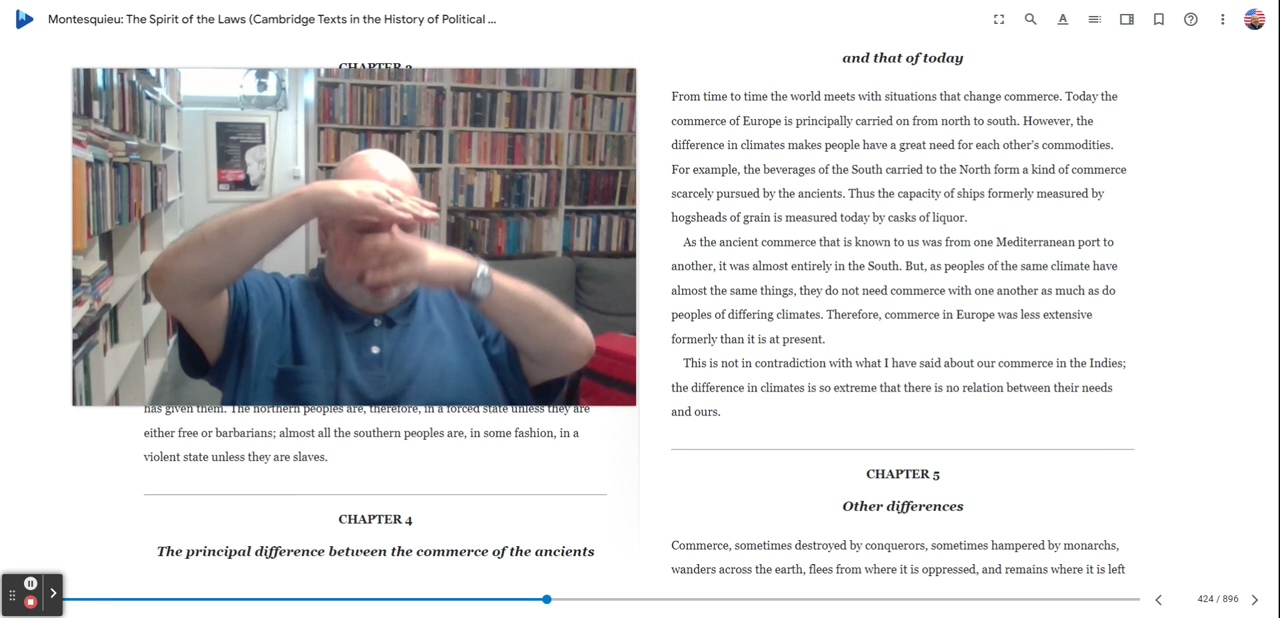 Montesquieu: The Spirit of the Laws (Cambridge Texts in the History of Political ...
has given them. The northern peoples are, therefore, in a forced state unless they are
either free or barbarians; almost all the southern peoples are, in some fashion, in a
violent state unless they are slaves.
CHAPTER 4
The principal difference between the commerce of the ancients
and that of today
From time to time the world meets with situations that change commerce. Today the
commerce of Europe is principally carried on from north to south. However, the
difference in climates makes people have a great need for each other's commodities.
For example, the beverages of the South carried to the North form a kind of commerce
scarcely pursued by the ancients. Thus the capacity of ships formerly measured by
hogsheads of grain is measured today by casks of liquor.
As the ancient commerce that is known to us was from one Mediterranean port to
another, it was almost entirely in the South. But, as peoples of the same climate have
almost the same things, they do not need commerce with one another as much as do
peoples of differing climates. Therefore, commerce in Europe was less extensive
formerly than it is at present.
This is not in contradiction with what I have said about our commerce in the Indies;
the difference in climates is so extreme that there is no relation between their needs
and ours.
CHAPTER 5
Other differences
Commerce, sometimes destroyed by conquerors, sometimes hampered by monarchs,
wanders across the earth, flees from where it is oppressed, and remains where it is left
424 / 896